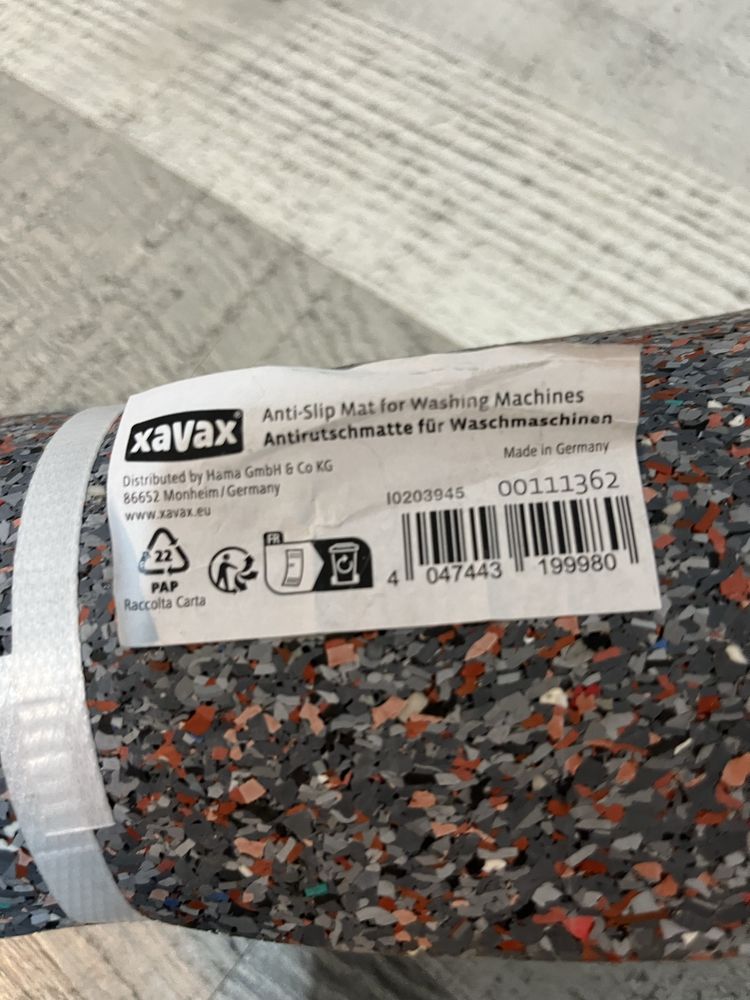 xavax®
Anti-Slip Mat for Washing Machines
Antirutschmatte für Waschmaschinen
Made in Germany
Distributed by Hama GmbH & Co KG
86652 Monheim/Germany
www.xavax.eu
I0203945 00111362
22
PAP
Raccolta Carta
FR
4 047443 199980